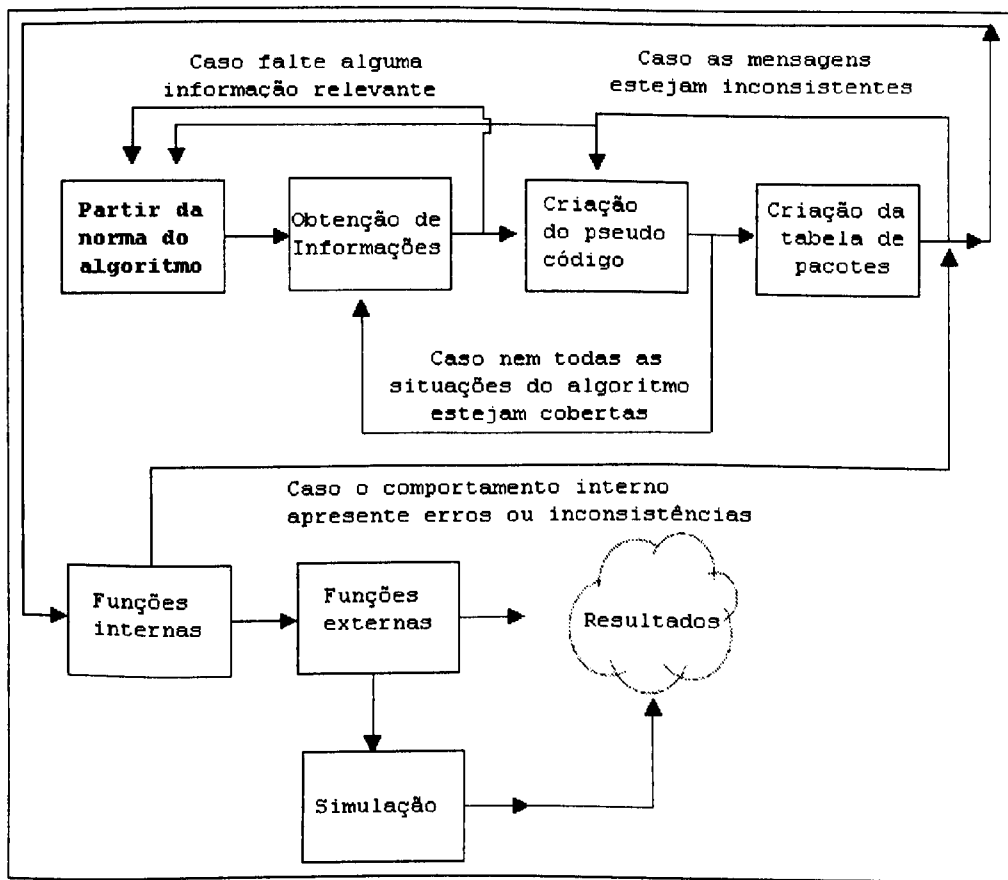 Caso falte alguma
informação relevante
Caso as mensagens
estejam inconsistentes
Partir da
norma do
algoritmo
Obtenção de
Informações
Criação
do pseudo
código
Criação da
tabela de
pacotes
Caso nem todas as
situações do algoritmo
estejam cobertas
Caso o comportamento interno
apresente erros ou inconsistências
Funções
internas
Funções
externas
Resultados
Simulação